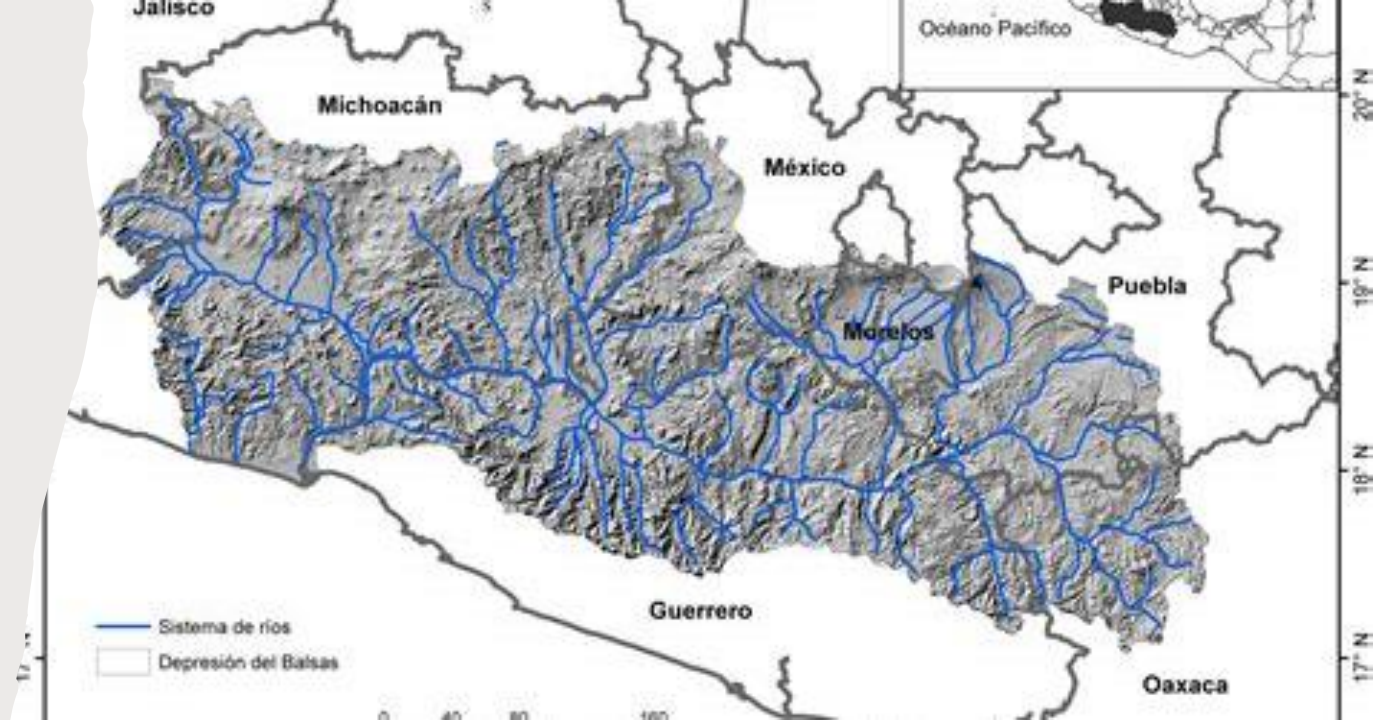 Jalisco
Océano Pacífico
Michoacán
20° N
México
19° N
Puebla
Morelos
18° N
Guerrero
Sistema de ríos
Depresión del Balsas
17° N
Oaxaca
0 40 80 160